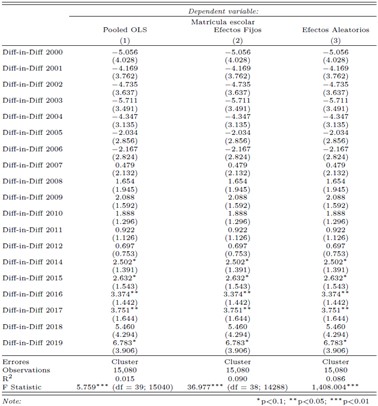 Dependent variable:
Matrícula escolar
Pooled OLS Efectos Fijos Efectos Aleatorios
(1) (2) (3)
Diff-in-Diff 2000 −5.056 −5.056 −5.056
(4.028) (4.028) (4.028)
Diff-in-Diff 2001 −4.169 −4.169 −4.169
(3.762) (3.762) (3.762)
Diff-in-Diff 2002 −4.735 −4.735 −4.735
(3.637) (3.637) (3.637)
Diff-in-Diff 2003 −5.711 −5.711 −5.711
(3.491) (3.491) (3.491)
Diff-in-Diff 2004 −4.347 −4.347 −4.347
(3.135) (3.135) (3.135)
Diff-in-Diff 2005 −2.034 −2.034 −2.034
(2.856) (2.856) (2.856)
Diff-in-Diff 2006 −2.167 −2.167 −2.167
(2.824) (2.824) (2.824)
Diff-in-Diff 2007 0.479 0.479 0.479
(2.132) (2.132) (2.132)
Diff-in-Diff 2008 1.654 1.654 1.654
(1.945) (1.945) (1.945)
Diff-in-Diff 2009 2.088 2.088 2.088
(1.592) (1.592) (1.592)
Diff-in-Diff 2010 1.888 1.888 1.888
(1.296) (1.296) (1.296)
Diff-in-Diff 2011 0.922 0.922 0.922
(1.126) (1.126) (1.126)
Diff-in-Diff 2012 0.697 0.697 0.697
(0.753) (0.753) (0.753)
Diff-in-Diff 2014 2.502* 2.502* 2.502*
(1.391) (1.391) (1.391)
Diff-in-Diff 2015 2.632* 2.632* 2.632*
(1.543) (1.543) (1.543)
Diff-in-Diff 2016 3.374** 3.374** 3.374**
(1.442) (1.442) (1.442)
Diff-in-Diff 2017 3.751** 3.751** 3.751**
(1.644) (1.644) (1.644)
Diff-in-Diff 2018 5.460 5.460 5.460
(4.294) (4.294) (4.294)
Diff-in-Diff 2019 6.783* 6.783* 6.783*
(3.906) (3.906) (3.906)
Errores Cluster Cluster Cluster
Observations 15,080 15,080 15,080
R² 0.015 0.090 0.086
F Statistic 5.759*** (df = 39; 15040) 36.977*** (df = 38; 14288) 1,408.004***
Note: *p<0.1; **p<0.05; ***p<0.01